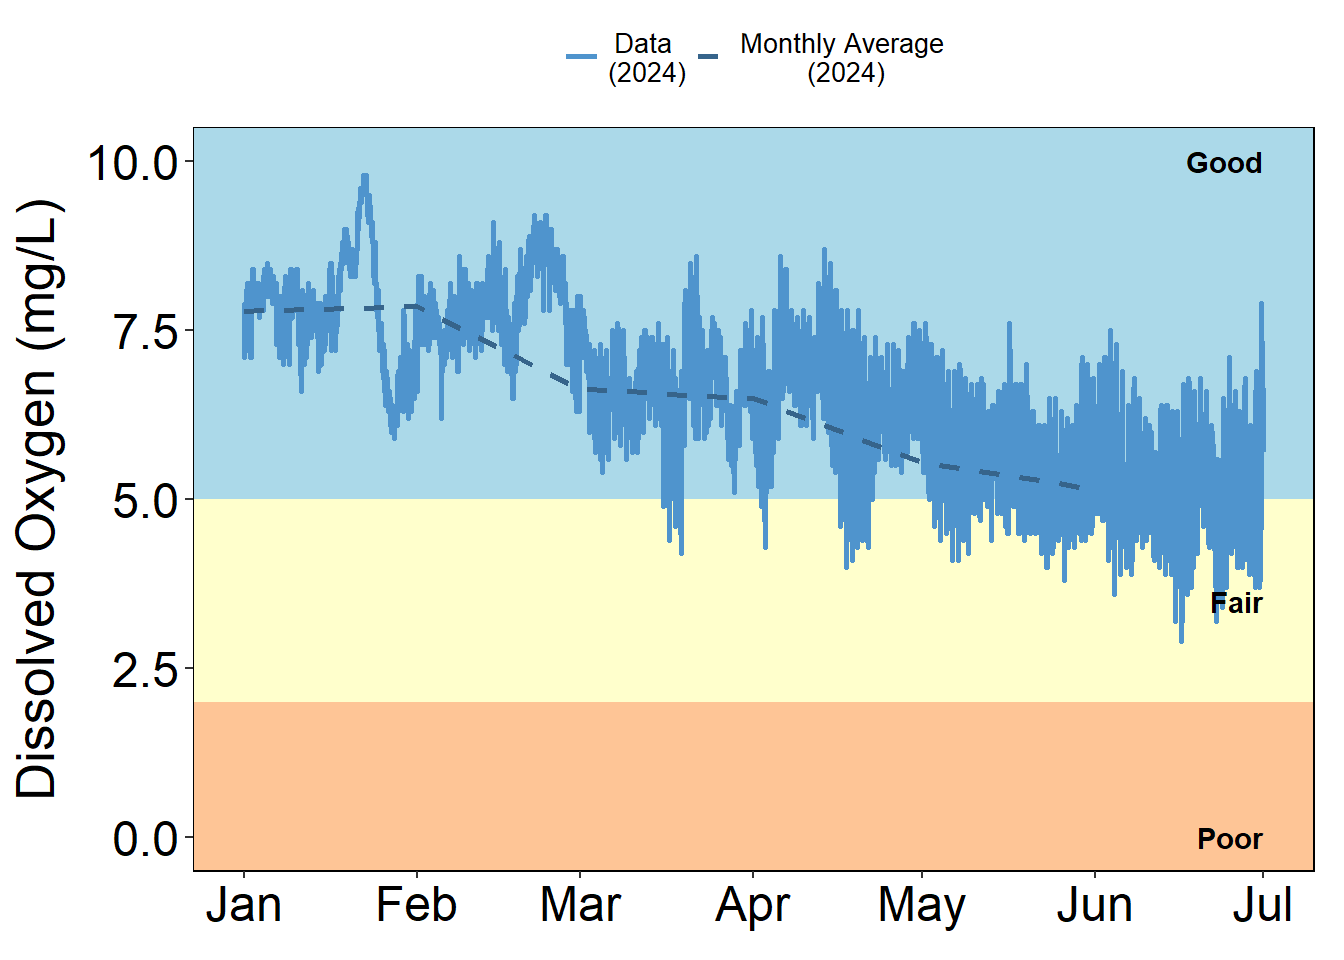 Data
(2024)
Monthly Average
(2024)
Dissolved Oxygen (mg/L)
10.0
7.5
5.0
2.5
0.0
Good
Fair
Poor
Jan
Feb
Mar
Apr
May
Jun
Jul